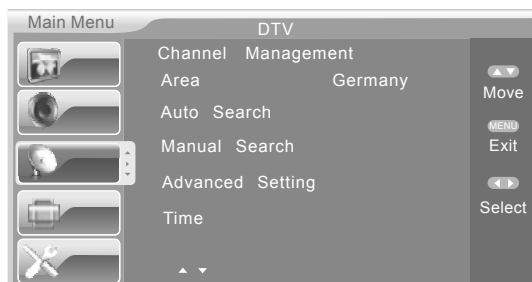 Main Menu
DTV
Channel Management
Area Germany
Auto Search
Manual Search
Advanced Setting
Time
Move
MENU
Exit
Select